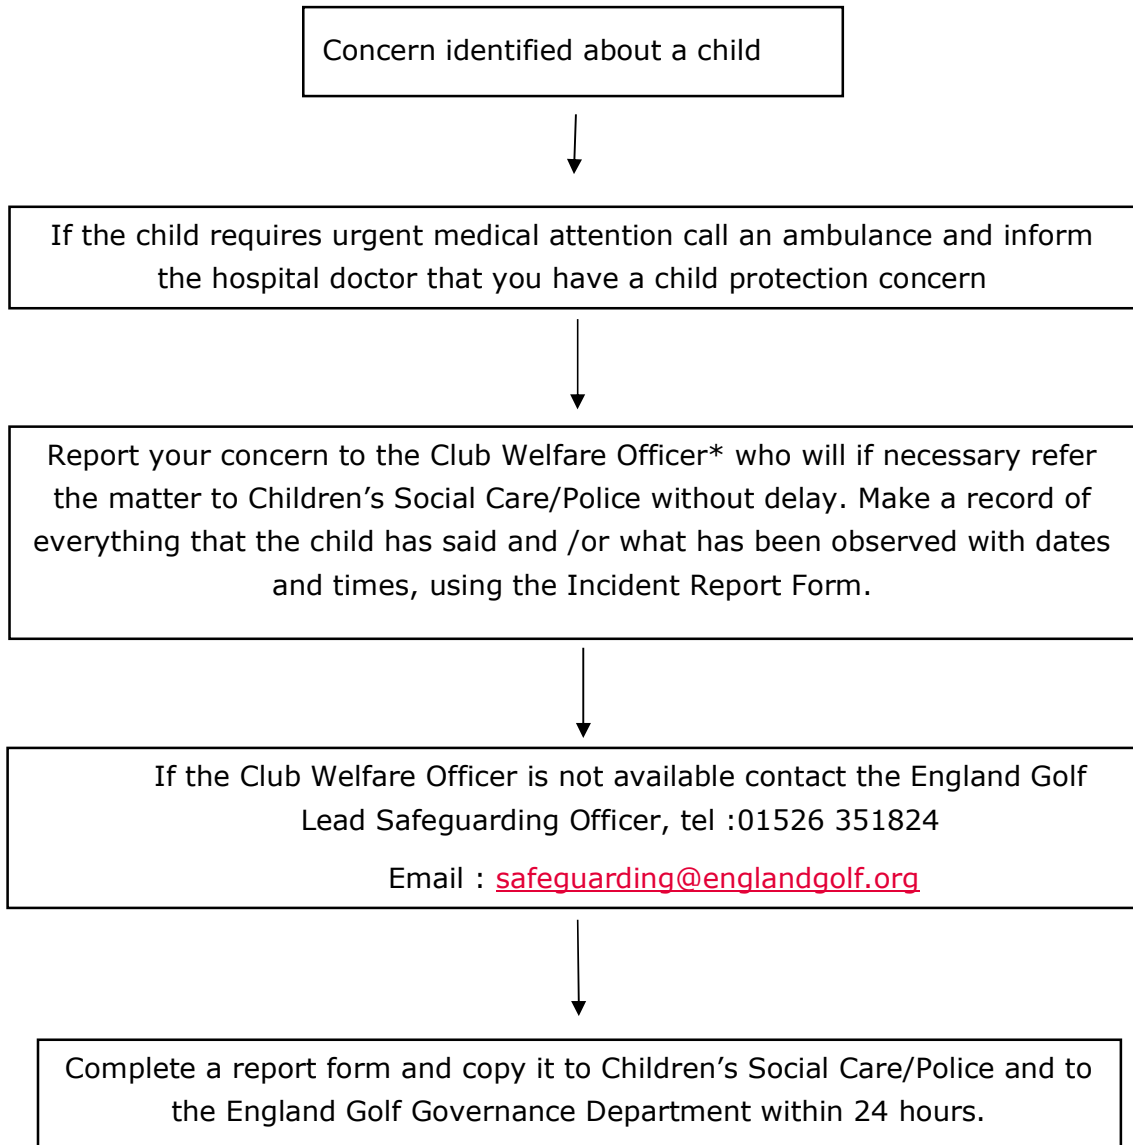 Concern identified about a child
If the child requires urgent medical attention call an ambulance and inform
the hospital doctor that you have a child protection concern
Report your concern to the Club Welfare Officer* who will if necessary refer
the matter to Children’s Social Care/Police without delay. Make a record of
everything that the child has said and /or what has been observed with dates
and times, using the Incident Report Form.
If the Club Welfare Officer is not available contact the England Golf
Lead Safeguarding Officer, tel :01526 351824
Email : safeguarding@englandgolf.org
Complete a report form and copy it to Children’s Social Care/Police and to
the England Golf Governance Department within 24 hours.